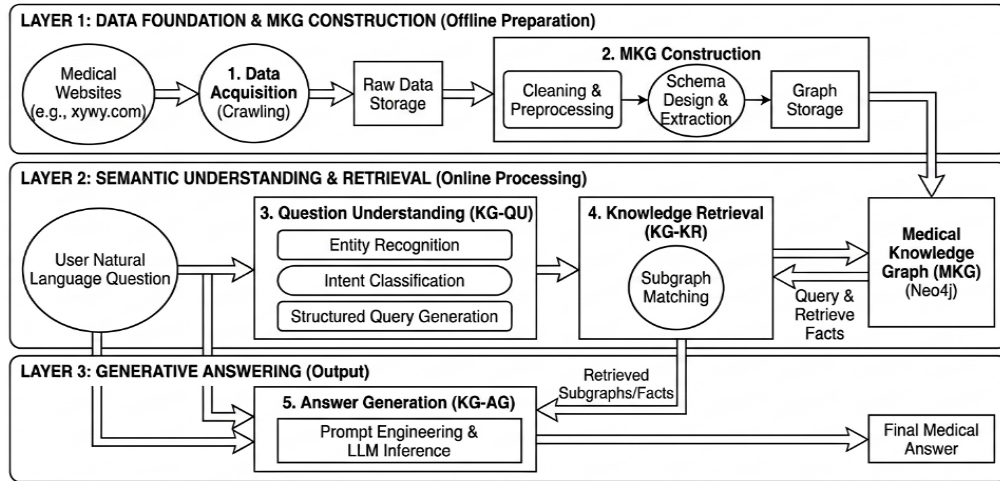 LAYER 1: DATA FOUNDATION & MKG CONSTRUCTION (Offline Preparation)
Medical
Websites
(e.g., xywy.com)
1. Data
Acquisition
(Crawling)
Raw Data
Storage
2. MKG Construction
Cleaning &
Preprocessing
Schema
Design &
Extraction
Graph
Storage
LAYER 2: SEMANTIC UNDERSTANDING & RETRIEVAL (Online Processing)
User Natural
Language Question
3. Question Understanding (KG-QU)
Entity Recognition
Intent Classification
Structured Query Generation
4. Knowledge Retrieval
(KG-KR)
Subgraph
Matching
Query &
Retrieve
Facts
Medical
Knowledge
Graph (MKG)
(Neo4j)
LAYER 3: GENERATIVE ANSWERING (Output)
Retrieved
Subgraphs/Facts
5. Answer Generation (KG-AG)
Prompt Engineering &
LLM Inference
Final Medical
Answer